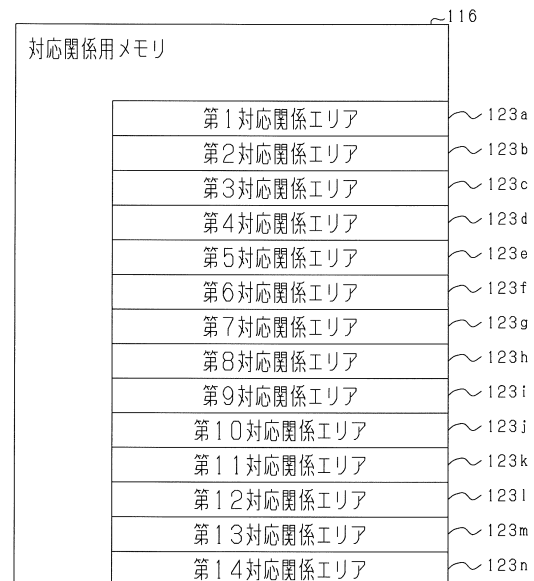 116
対応関係用メモリ
第1対応関係エリア 123a
第2対応関係エリア 123b
第3対応関係エリア 123c
第4対応関係エリア 123d
第5対応関係エリア 123e
第6対応関係エリア 123f
第7対応関係エリア 123g
第8対応関係エリア 123h
第9対応関係エリア 123i
第10対応関係エリア 123j
第11対応関係エリア 123k
第12対応関係エリア 123l
第13対応関係エリア 123m
第14対応関係エリア 123n